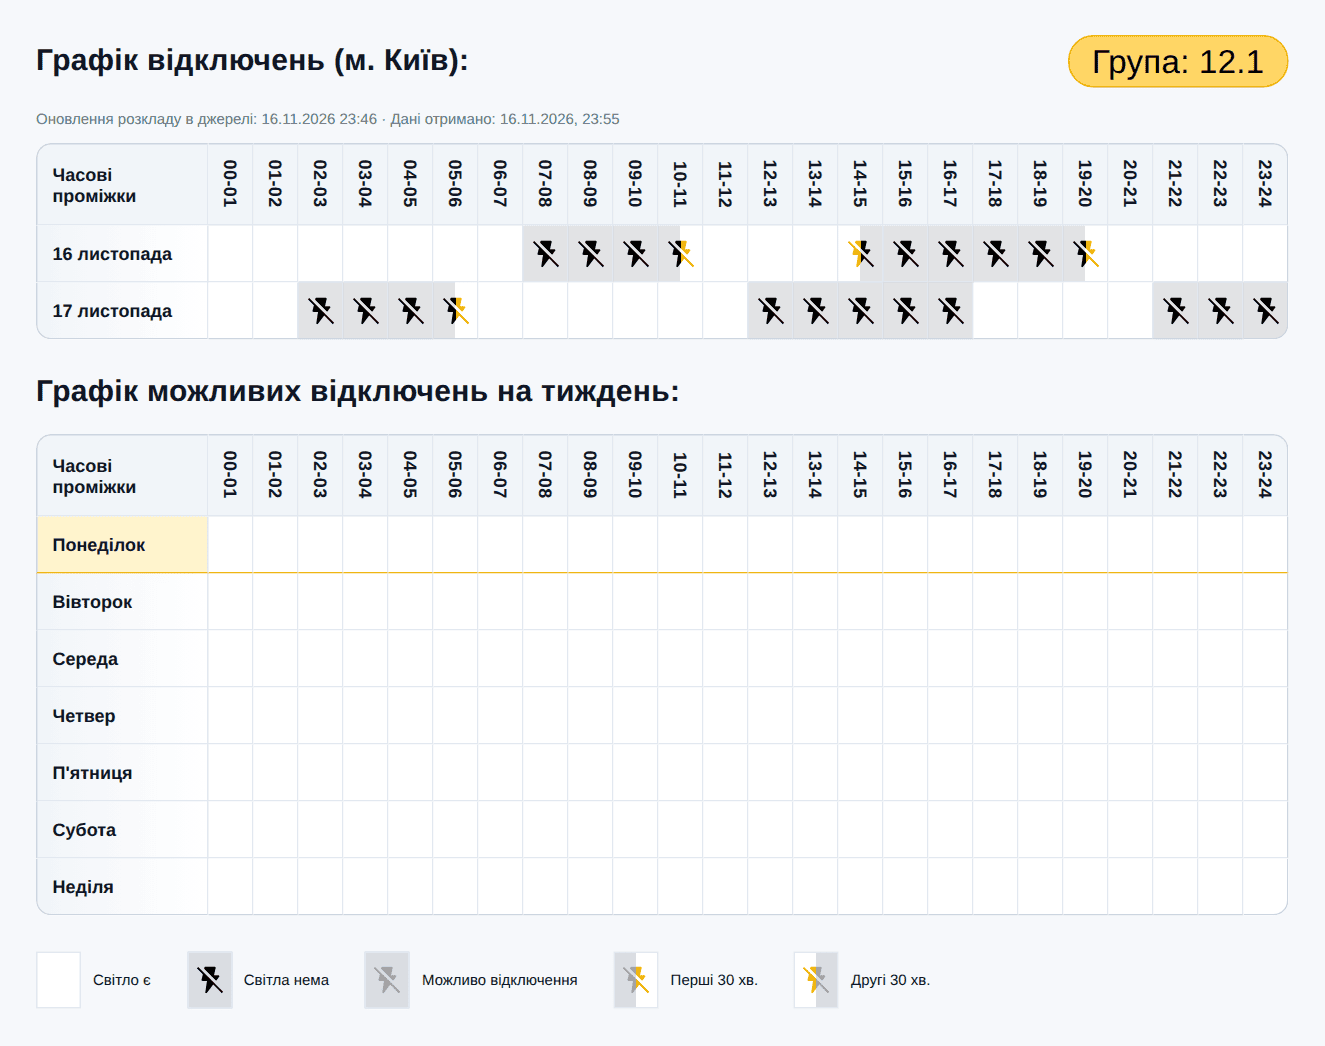 Графік відключень (м. Київ):
Група: 12.1
Оновлення розкладу в джерелі: 16.11.2026 23:46 · Дані отримано: 16.11.2026, 23:55
Часові
проміжки
00-01 01-02 02-03 03-04 04-05 05-06 06-07 07-08 08-09 09-10 10-11 11-12 12-13 13-14 14-15 15-16 16-17 17-18 18-19 19-20 20-21 21-22 22-23 23-24
16 листопада
17 листопада
Графік можливих відключень на тиждень:
Часові
проміжки
00-01 01-02 02-03 03-04 04-05 05-06 06-07 07-08 08-09 09-10 10-11 11-12 12-13 13-14 14-15 15-16 16-17 17-18 18-19 19-20 20-21 21-22 22-23 23-24
Понеділок
Вівторок
Середа
Четвер
П'ятниця
Субота
Неділя
Світло є
Світла нема
Можливо відключення
Перші 30 хв.
Другі 30 хв.